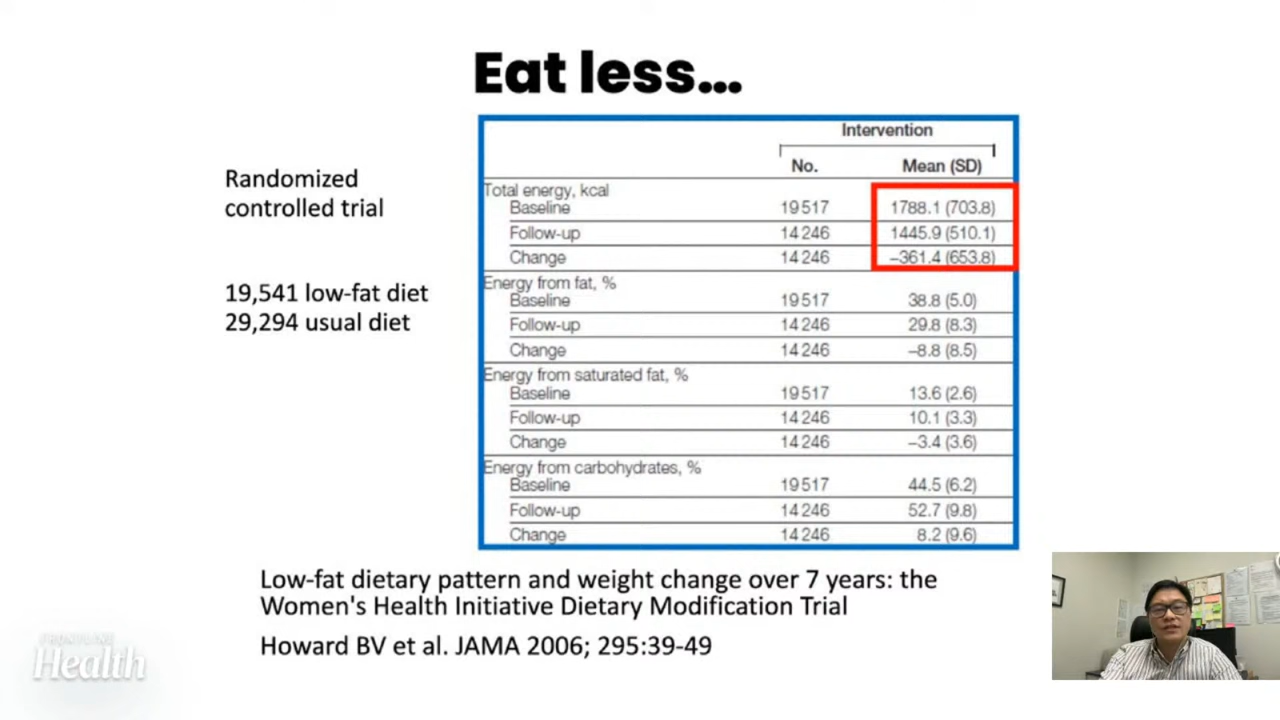 Eat less...
Randomized
controlled trial
19,541 low-fat diet
29,294 usual diet
Intervention
No. Mean (SD)
Total energy, kcal
Baseline 19517 1788.1 (703.8)
Follow-up 14246 1445.9 (510.1)
Change 14246 –361.4 (653.8)
Energy from fat, %
Baseline 19517 38.8 (5.0)
Follow-up 14246 29.8 (8.3)
Change 14246 –8.8 (8.5)
Energy from saturated fat, %
Baseline 19517 13.6 (2.6)
Follow-up 14246 10.1 (3.3)
Change 14246 –3.4 (3.6)
Energy from carbohydrates, %
Baseline 19517 44.5 (6.2)
Follow-up 14246 52.7 (9.8)
Change 14246 8.2 (9.6)
Low-fat dietary pattern and weight change over 7 years: the
Women's Health Initiative Dietary Modification Trial
Howard BV et al. JAMA 2006; 295:39-49
Health